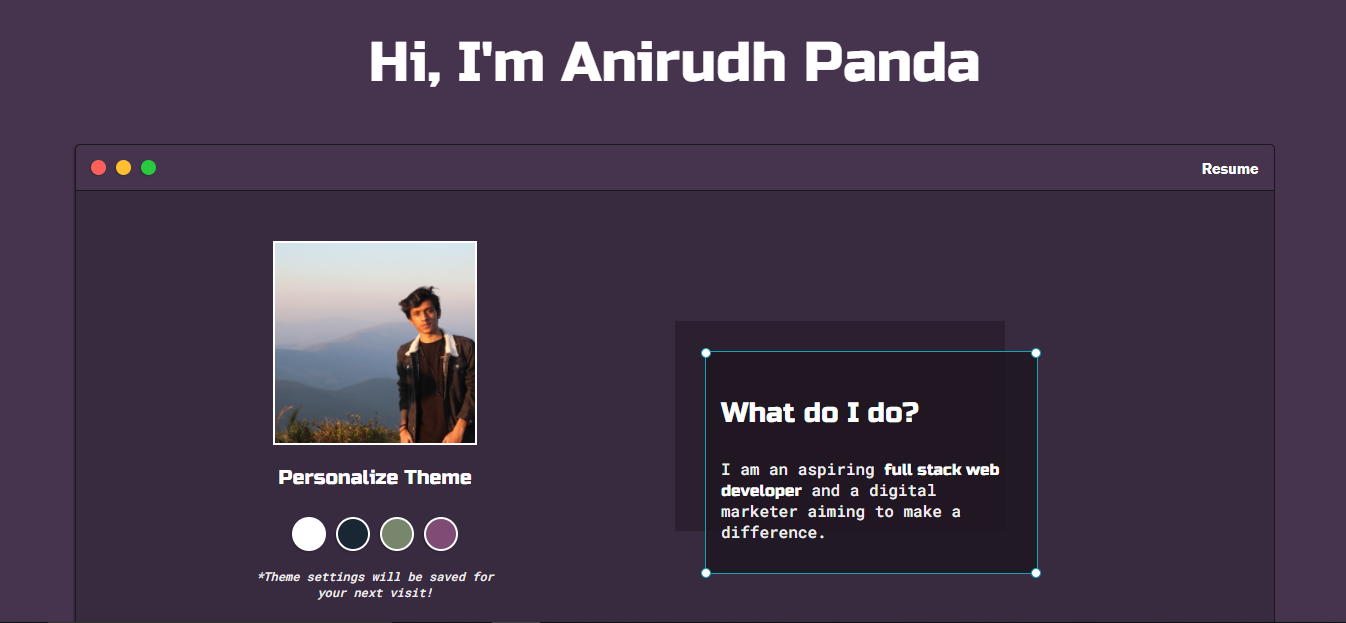 Hi, I'm Anirudh Panda
Resume
Personalize Theme
*Theme settings will be saved for
your next visit!
What do I do?
I am an aspiring full stack web
developer and a digital
marketer aiming to make a
difference.